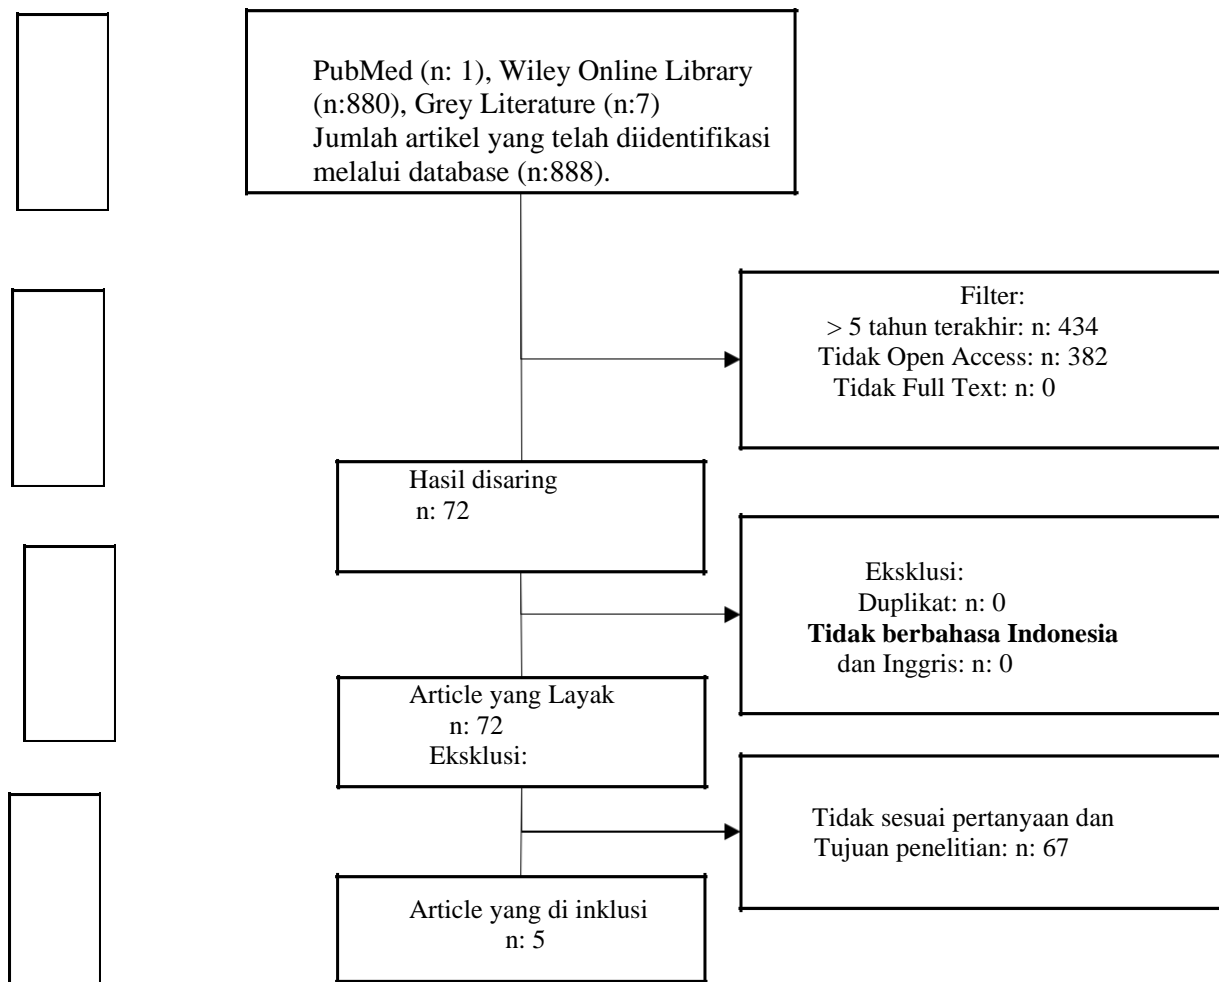 PubMed (n: 1), Wiley Online Library
(n:880), Grey Literature (n:7)
Jumlah artikel yang telah diidentifikasi
melalui database (n:888).
Filter:
> 5 tahun terakhir: n: 434
Tidak Open Access: n: 382
Tidak Full Text: n: 0
Hasil disaring
n: 72
Eksklusi:
Duplikat: n: 0
Tidak berbahasa Indonesia
dan Inggris: n: 0
Article yang Layak
n: 72
Eksklusi:
Tidak sesuai pertanyaan dan
Tujuan penelitian: n: 67
Article yang di inklusi
n: 5